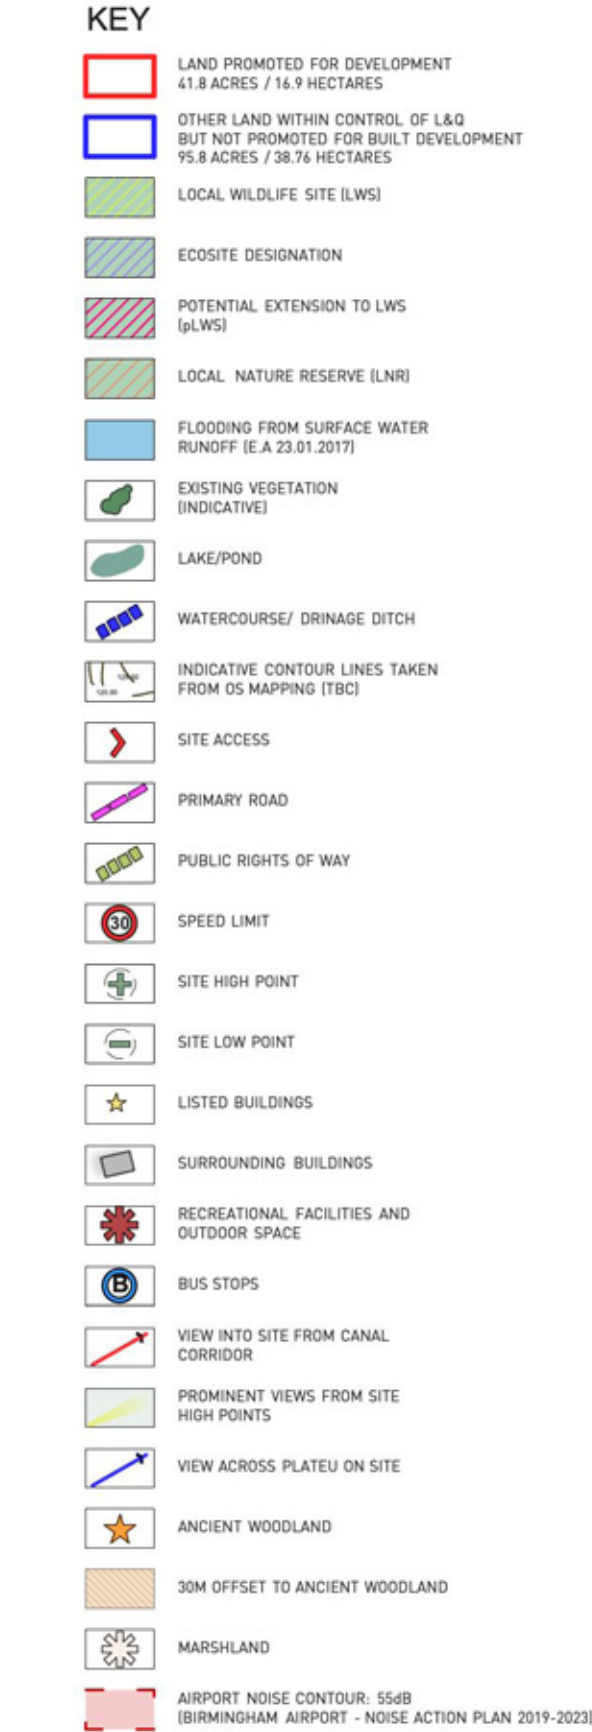 KEY
LAND PROMOTED FOR DEVELOPMENT
41.8 ACRES / 16.9 HECTARES
OTHER LAND WITHIN CONTROL OF L&Q
BUT NOT PROMOTED FOR BUILT DEVELOPMENT
95.8 ACRES / 38.76 HECTARES
LOCAL WILDLIFE SITE (LWS)
ECOSITE DESIGNATION
POTENTIAL EXTENSION TO LWS
(pLWS)
LOCAL NATURE RESERVE (LNR)
FLOODING FROM SURFACE WATER
RUNOFF (E.A 23.01.2017)
EXISTING VEGETATION
(INDICATIVE)
LAKE/POND
WATERCOURSE/ DRINAGE DITCH
INDICATIVE CONTOUR LINES TAKEN
FROM OS MAPPING (TBC)
SITE ACCESS
PRIMARY ROAD
PUBLIC RIGHTS OF WAY
30
SPEED LIMIT
SITE HIGH POINT
SITE LOW POINT
LISTED BUILDINGS
SURROUNDING BUILDINGS
RECREATIONAL FACILITIES AND
OUTDOOR SPACE
B
BUS STOPS
VIEW INTO SITE FROM CANAL
CORRIDOR
PROMINENT VIEWS FROM SITE
HIGH POINTS
VIEW ACROSS PLATEU ON SITE
ANCIENT WOODLAND
30M OFFSET TO ANCIENT WOODLAND
MARSHLAND
AIRPORT NOISE CONTOUR: 55dB
(BIRMINGHAM AIRPORT - NOISE ACTION PLAN 2019-2023)